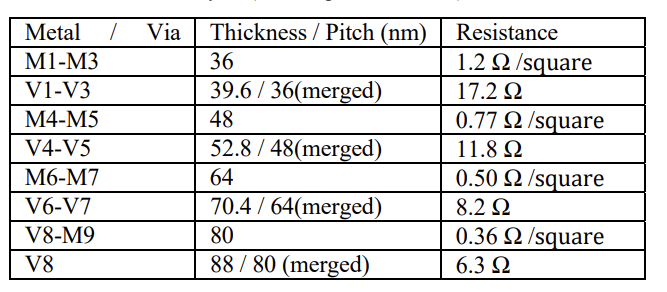 Metal / Via Thickness / Pitch (nm) Resistance
M1-M3 36 1.2 Ω /square
V1-V3 39.6 / 36(merged) 17.2 Ω
M4-M5 48 0.77 Ω /square
V4-V5 52.8 / 48(merged) 11.8 Ω
M6-M7 64 0.50 Ω /square
V6-V7 70.4 / 64(merged) 8.2 Ω
V8-M9 80 0.36 Ω /square
V8 88 / 80 (merged) 6.3 Ω